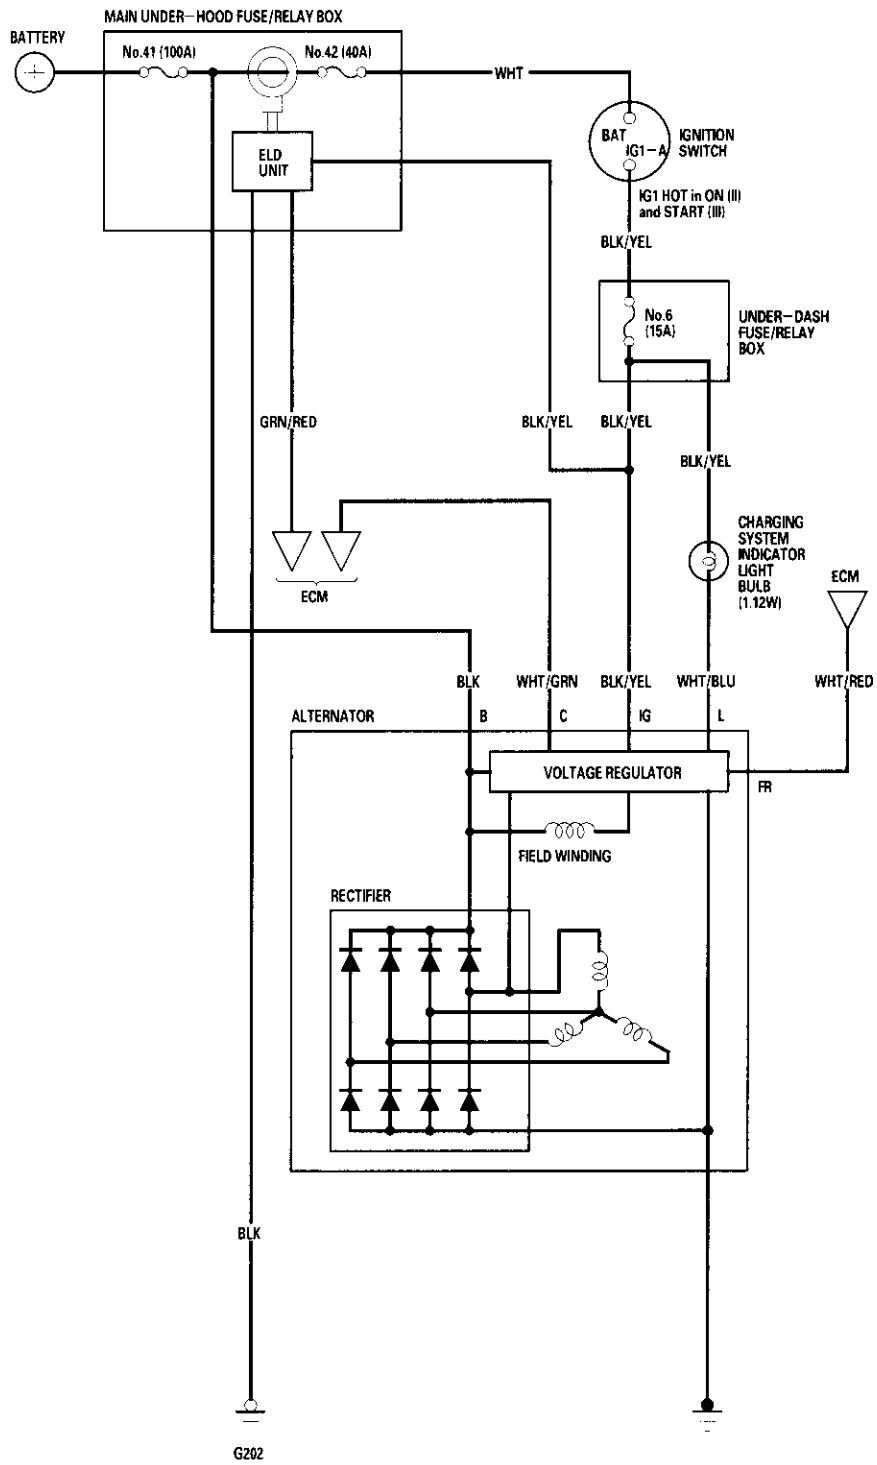 MAIN UNDER-HOOD FUSE/RELAY BOX
BATTERY
No.41 (100A)
No.42 (40A)
WHT
BAT
IG1-A
IGNITION
SWITCH
ELD
UNIT
IG1 HOT in ON (II)
and START (III)
BLK/YEL
No.6
(15A)
UNDER-DASH
FUSE/RELAY
BOX
GRN/RED
BLK/YEL
BLK/YEL
BLK/YEL
CHARGING
SYSTEM
INDICATOR
LIGHT
BULB
(1.12W)
ECM
ECM
BLK
WHT/GRN
BLK/YEL
WHT/BLU
WHT/RED
ALTERNATOR
B
C
IG
L
VOLTAGE REGULATOR
FR
FIELD WINDING
RECTIFIER
BLK
G202